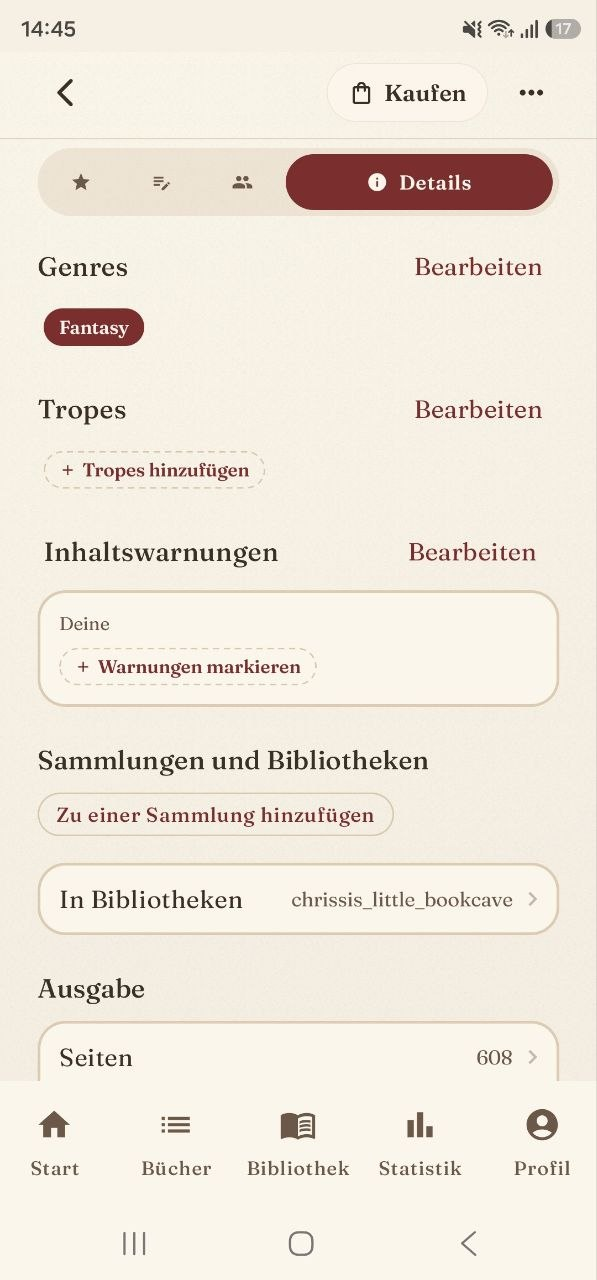 14:45
17
Kaufen
Details
Genres Bearbeiten
Fantasy
Tropes Bearbeiten
+ Tropes hinzufügen
Inhaltswarnungen Bearbeiten
Deine
+ Warnungen markieren
Sammlungen und Bibliotheken
Zu einer Sammlung hinzufügen
In Bibliotheken chrissis_little_bookcave
Ausgabe
Seiten 608
Start Bücher Bibliothek Statistik Profil